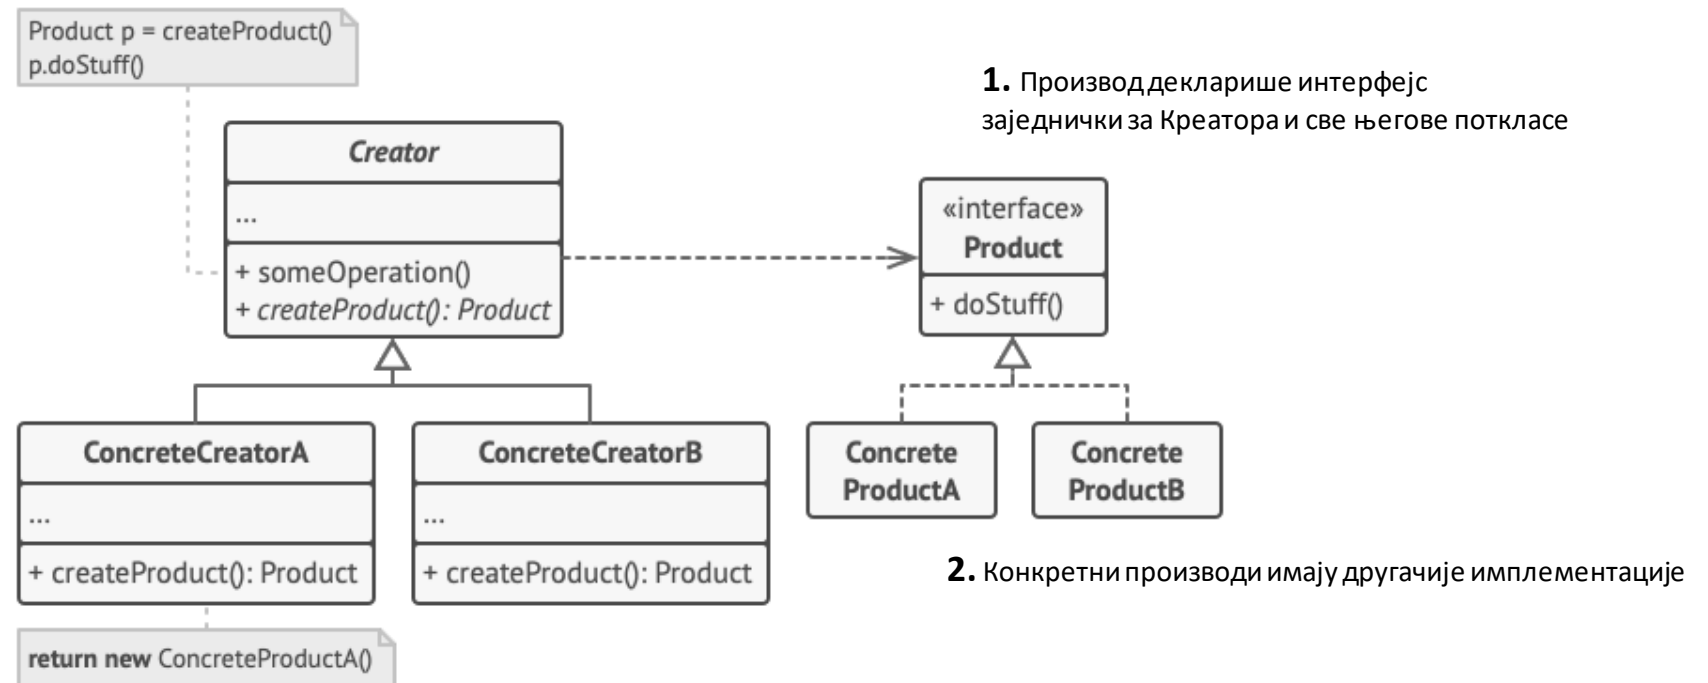 Product p = createProduct()
p.doStuff()
1. Производ декларише интерфејс
заједнички за Креатора и све његове поткласе
Creator
...
+ someOperation()
+ createProduct(): Product
«interface»
Product
+ doStuff()
ConcreteCreatorA
...
+ createProduct(): Product
ConcreteCreatorB
...
+ createProduct(): Product
Concrete
ProductA
Concrete
ProductB
2. Конкретни производи имају другачије имплементације
return new ConcreteProductA()